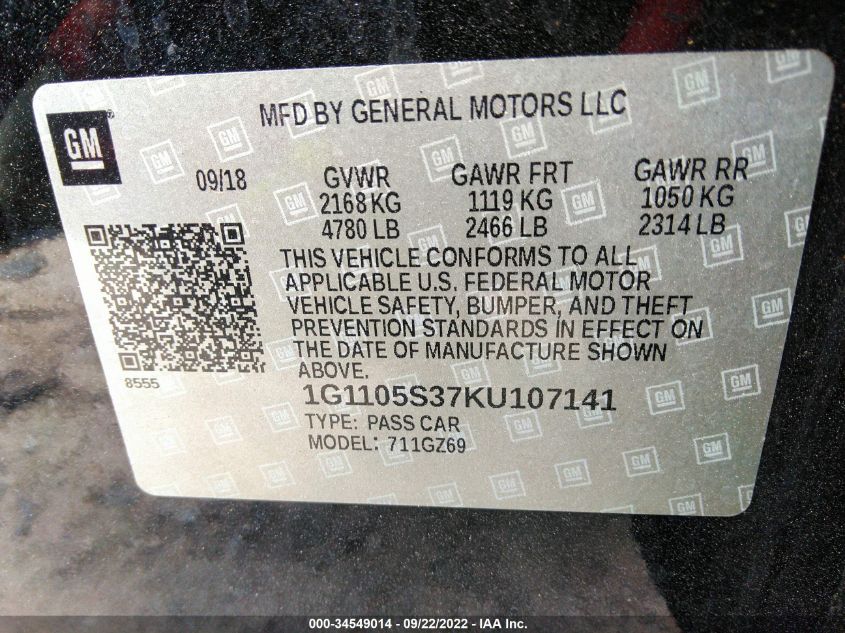 MFD BY GENERAL MOTORS LLC
GM
09/18 GVWR GAWR FRT GAWR RR
2168 KG 1119 KG 1050 KG
4780 LB 2466 LB 2314 LB
THIS VEHICLE CONFORMS TO ALL
APPLICABLE U.S. FEDERAL MOTOR
VEHICLE SAFETY, BUMPER, AND THEFT
PREVENTION STANDARDS IN EFFECT ON
THE DATE OF MANUFACTURE SHOWN
ABOVE.
8555
1G1105S37KU107141
TYPE: PASS CAR
MODEL: 711GZ69
000-34549014 - 09/22/2022 - IAA Inc.